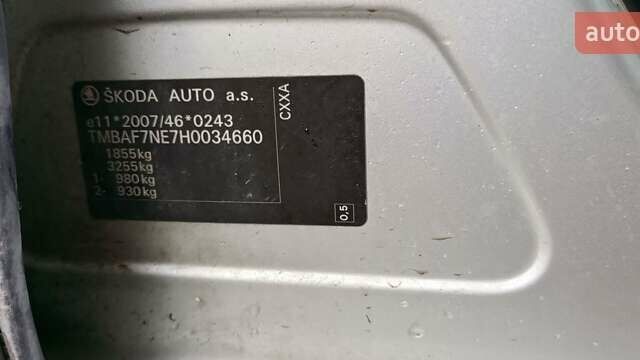 auto
ŠKODA AUTO a.s.
e11*2007/46*0243
TMBAF7NE7H0034660
1855kg
3255kg
1- 980kg
2- 930kg
CXXA
0,5